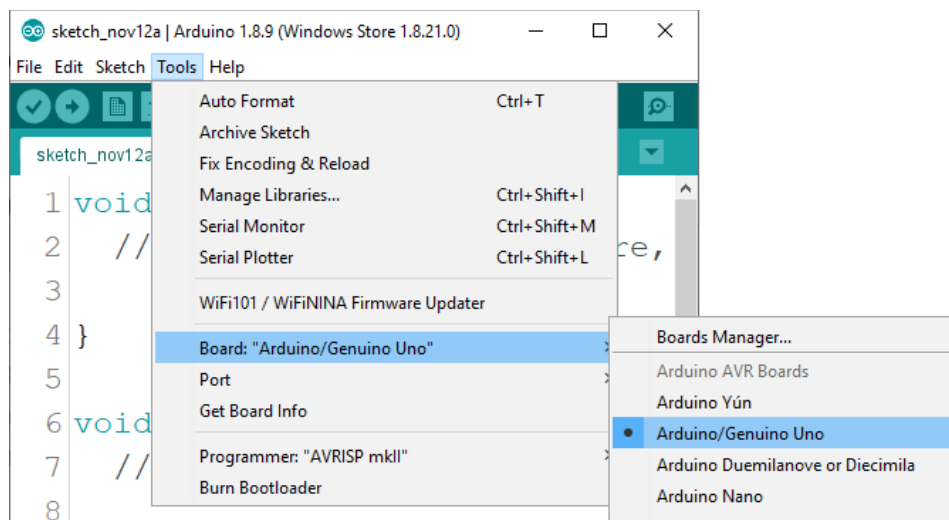 sketch_nov12a | Arduino 1.8.9 (Windows Store 1.8.21.0)
File Edit Sketch Tools Help
sketch_nov12a
Auto Format Ctrl+T
Archive Sketch
Fix Encoding & Reload
Manage Libraries... Ctrl+Shift+I
Serial Monitor Ctrl+Shift+M
Serial Plotter Ctrl+Shift+L
WiFi101 / WiFiNINA Firmware Updater
Board: "Arduino/Genuino Uno"
Port
Get Board Info
Programmer: "AVRISP mkII"
Burn Bootloader
1 void
2 // re,
3
4 }
5
6 void
7 //
8
Boards Manager...
Arduino AVR Boards
Arduino Yún
Arduino/Genuino Uno
Arduino Duemilanove or Diecimila
Arduino Nano